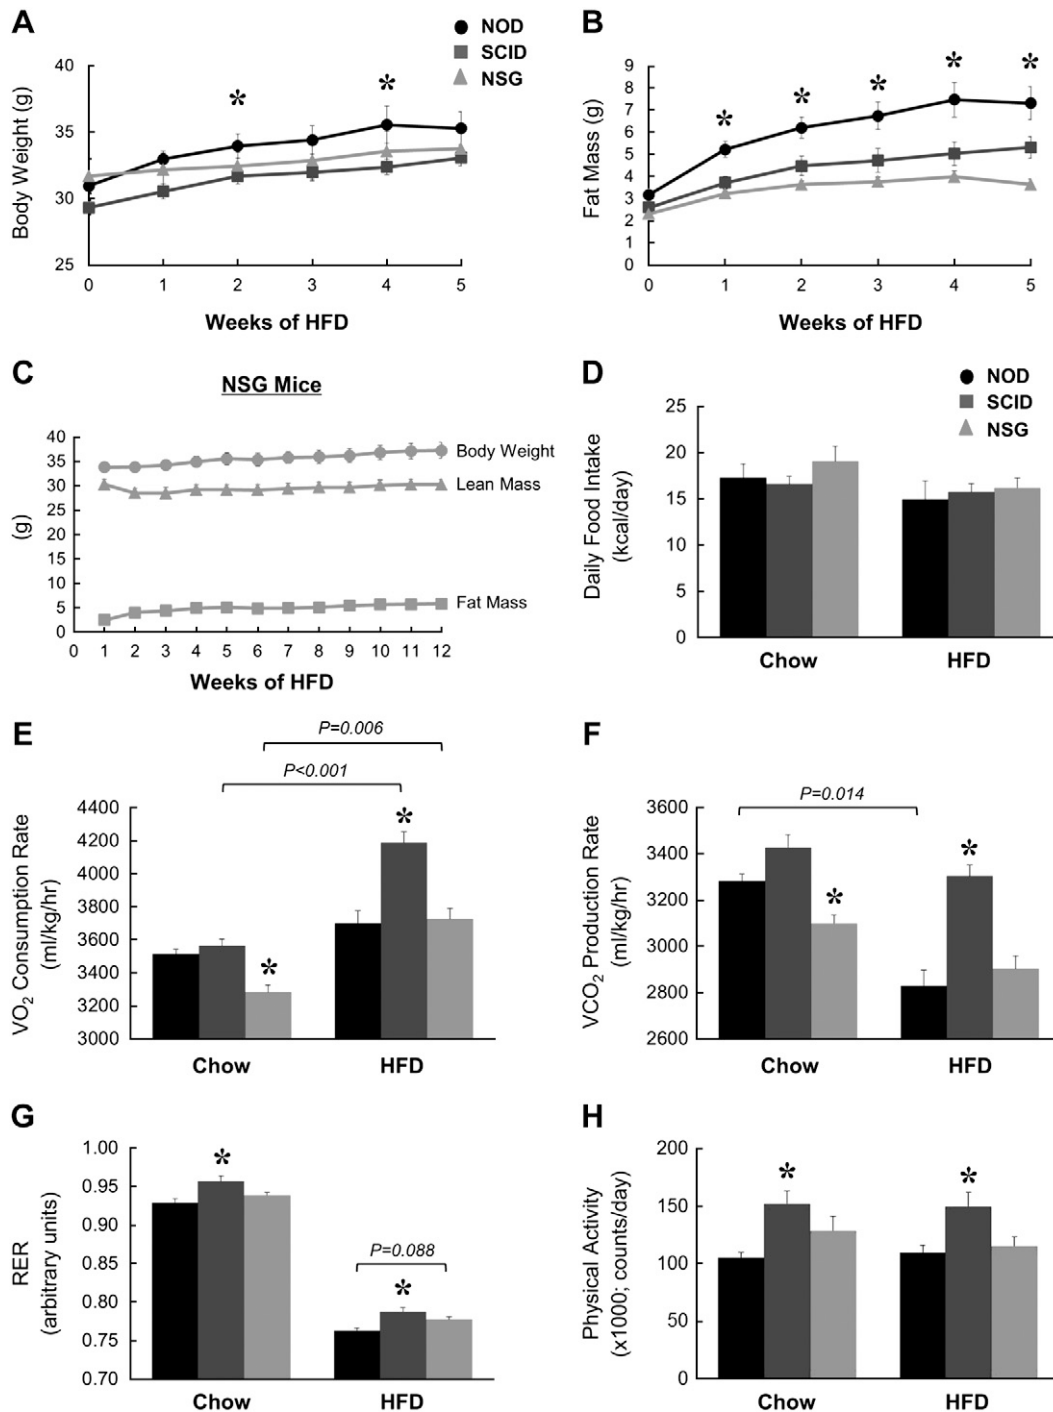 A
NOD
SCID
NSG
Body Weight (g)
40
35
30
25
0 1 2 3 4 5
Weeks of HFD
B
Fat Mass (g)
9
8
7
6
5
4
3
2
1
0
0 1 2 3 4 5
Weeks of HFD
C
NSG Mice
(g)
40
35
30
25
20
15
10
5
0
Body Weight
Lean Mass
Fat Mass
0 1 2 3 4 5 6 7 8 9 10 11 12
Weeks of HFD
D
NOD
SCID
NSG
Daily Food Intake
(kcal/day)
25
20
15
10
5
0
Chow HFD
E
P=0.006
P<0.001
VO2 Consumption Rate
(ml/kg/hr)
4400
4200
4000
3800
3600
3400
3200
3000
*
*
Chow HFD
F
P=0.014
VCO2 Production Rate
(ml/kg/hr)
3600
3400
3200
3000
2800
2600
*
*
Chow HFD
G
RER
(arbitrary units)
1.00
0.95
0.90
0.85
0.80
0.75
0.70
*
P=0.088
*
Chow HFD
H
Physical Activity
(x1000; counts/day)
200
150
100
50
0
*
*
Chow HFD